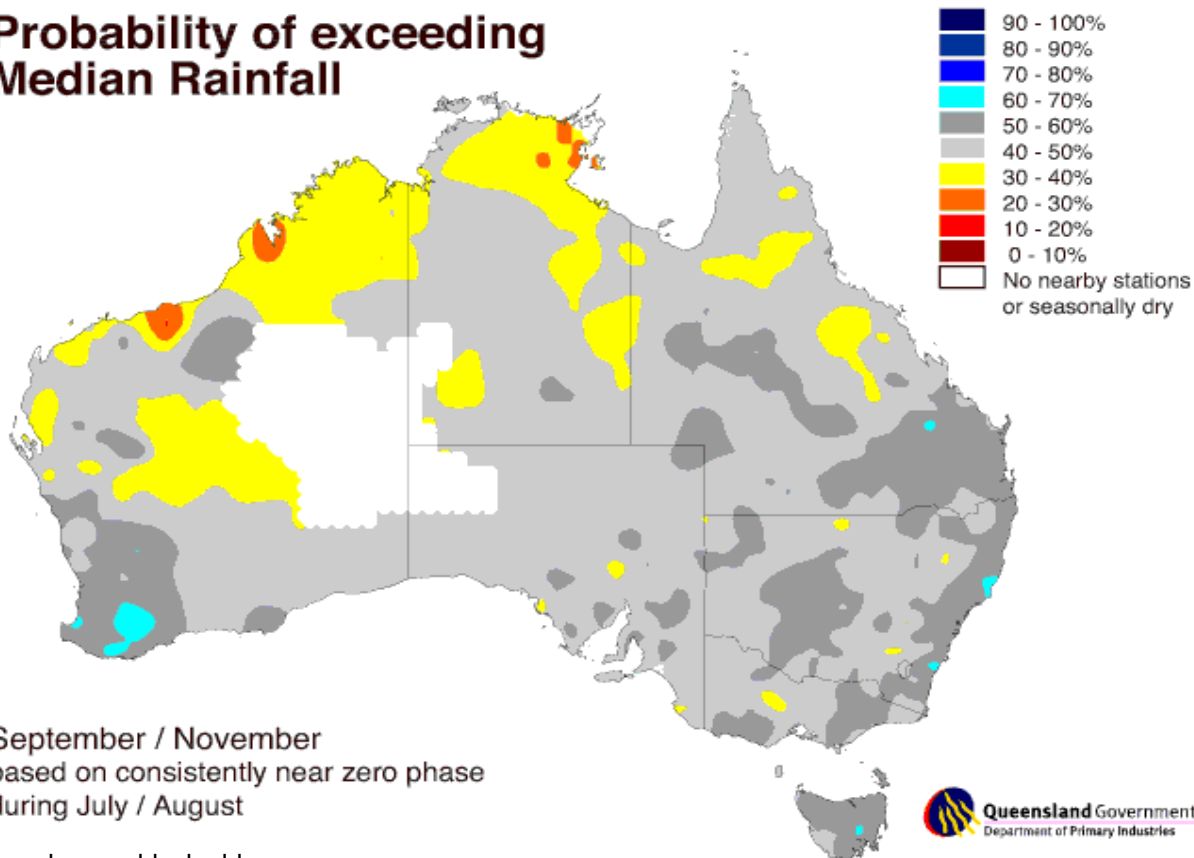 Probability of exceeding
Median Rainfall
90 - 100%
80 - 90%
70 - 80%
60 - 70%
50 - 60%
40 - 50%
30 - 40%
20 - 30%
10 - 20%
0 - 10%
No nearby stations
or seasonally dry
September / November
based on consistently near zero phase
during July / August
Queensland Government
Department of Primary Industries